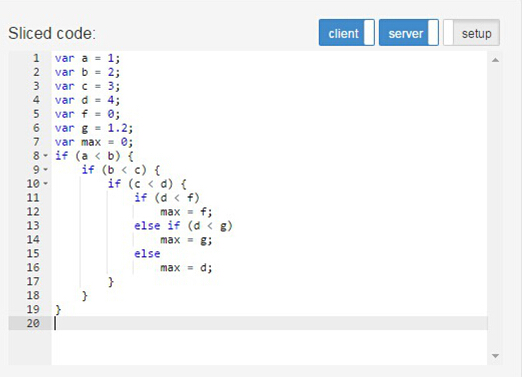 Sliced code: client server setup
1 var a = 1;
2 var b = 2;
3 var c = 3;
4 var d = 4;
5 var f = 0;
6 var g = 1.2;
7 var max = 0;
8 if (a < b) {
9     if (b < c) {
10         if (c < d) {
11             if (d < f)
12                 max = f;
13             else if (d < g)
14                 max = g;
15             else
16                 max = d;
17         }
18     }
19 }
20